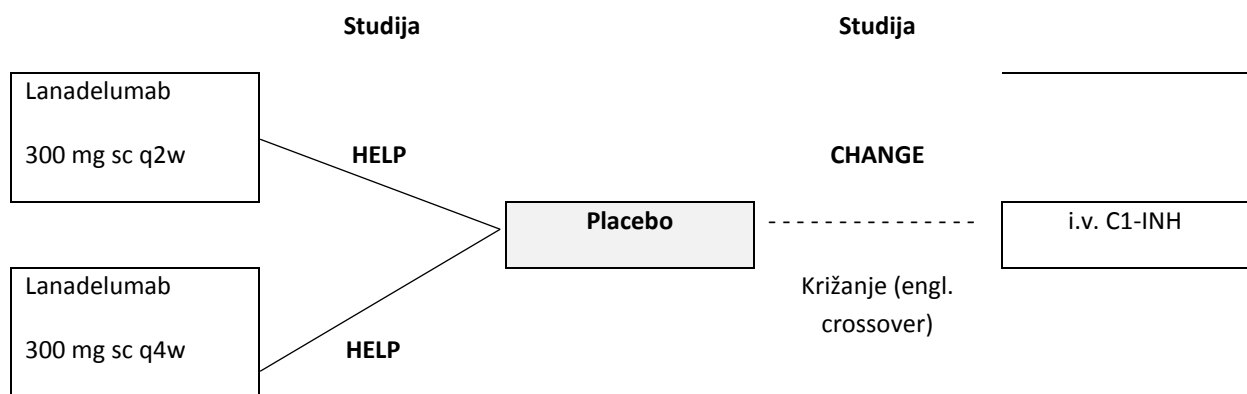 Studija
Studija
Lanadelumab
300 mg sc q2w
HELP
CHANGE
Placebo
i.v. C1-INH
Lanadelumab
300 mg sc q4w
HELP
Križanje (engl.
crossover)